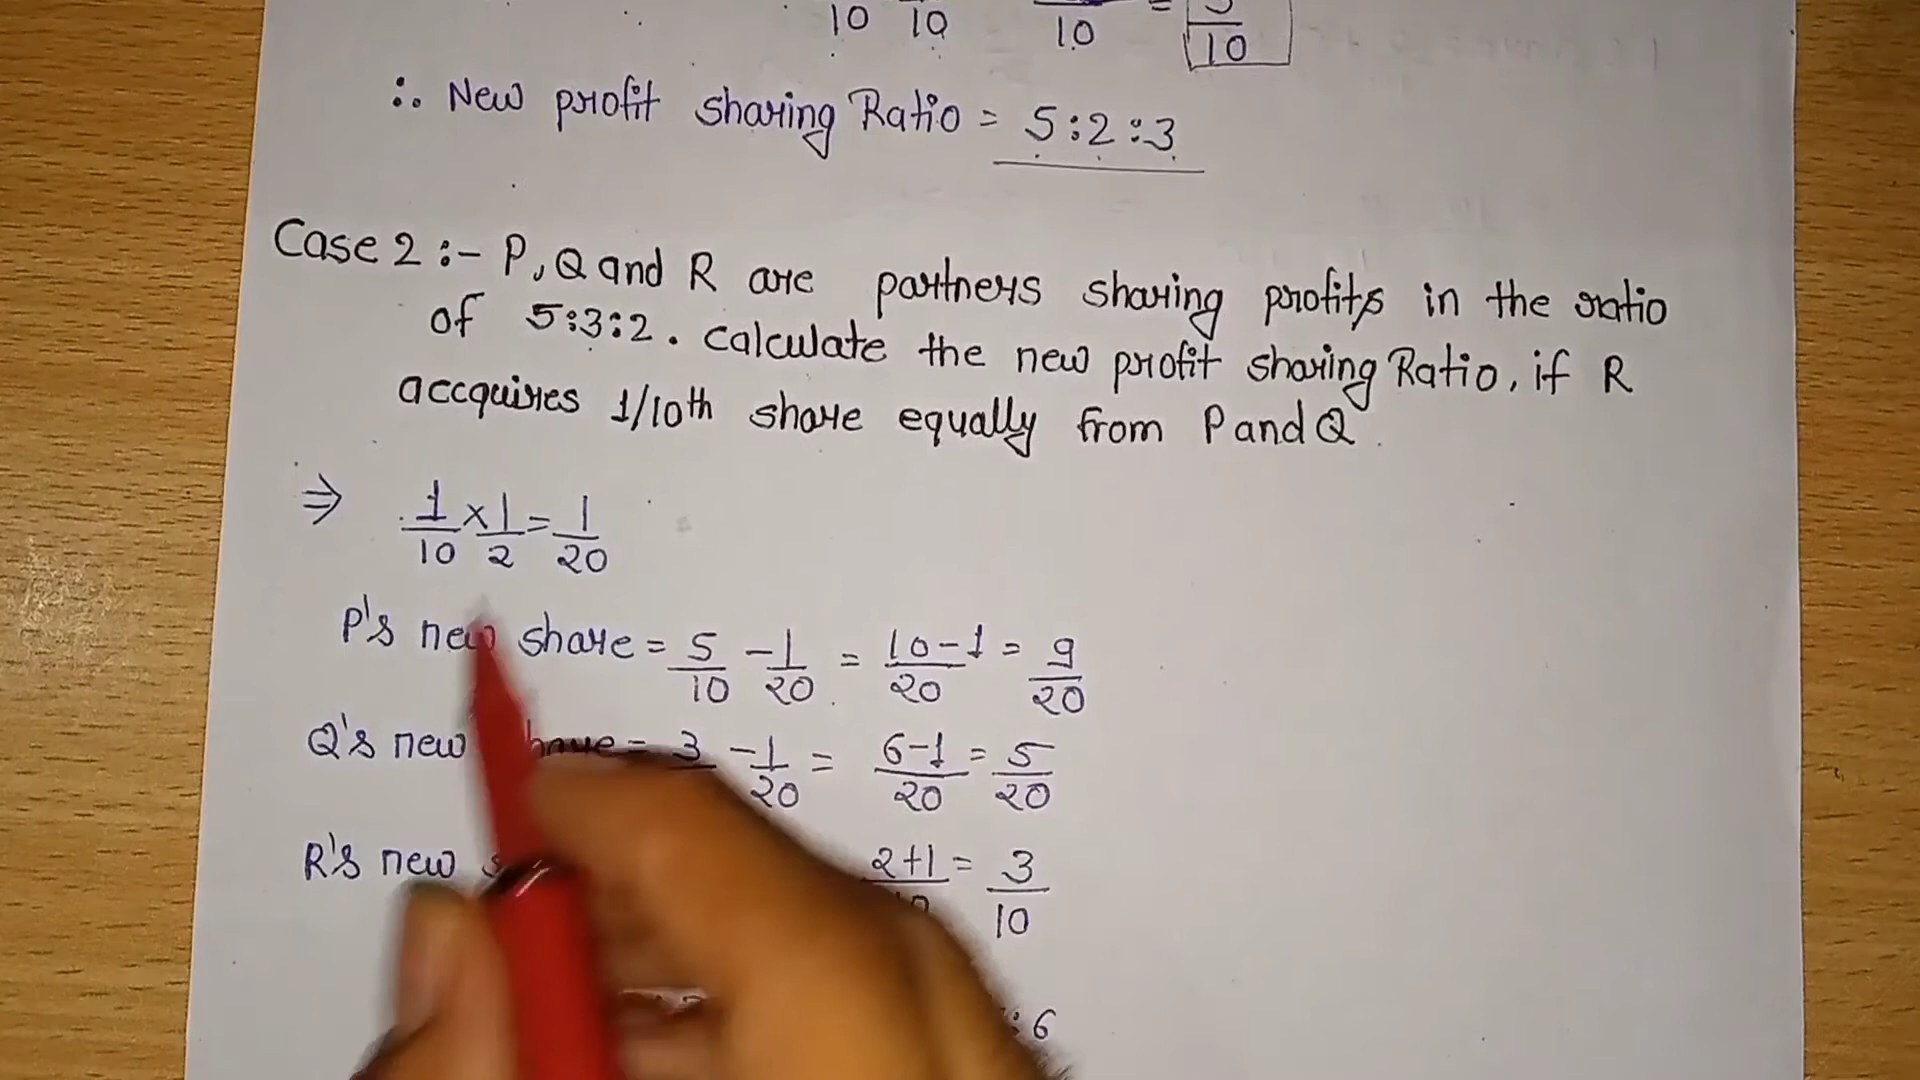 10 10 10 = 10
∴ New profit sharing Ratio = 5:2:3
Case 2 :- P, Q and R are partners sharing profits in the ratio
of 5:3:2. Calculate the new profit sharing Ratio, if R
accquires 1/10th share equally from P and Q.
⇒ 1/10 × 1/2 = 1/20
P's new share = 5/10 - 1/20 = 10-1/20 = 9/20
Q's new share = 3 - 1/20 = 6-1/20 = 5/20
R's new 2+1/10 = 3/10
: 6